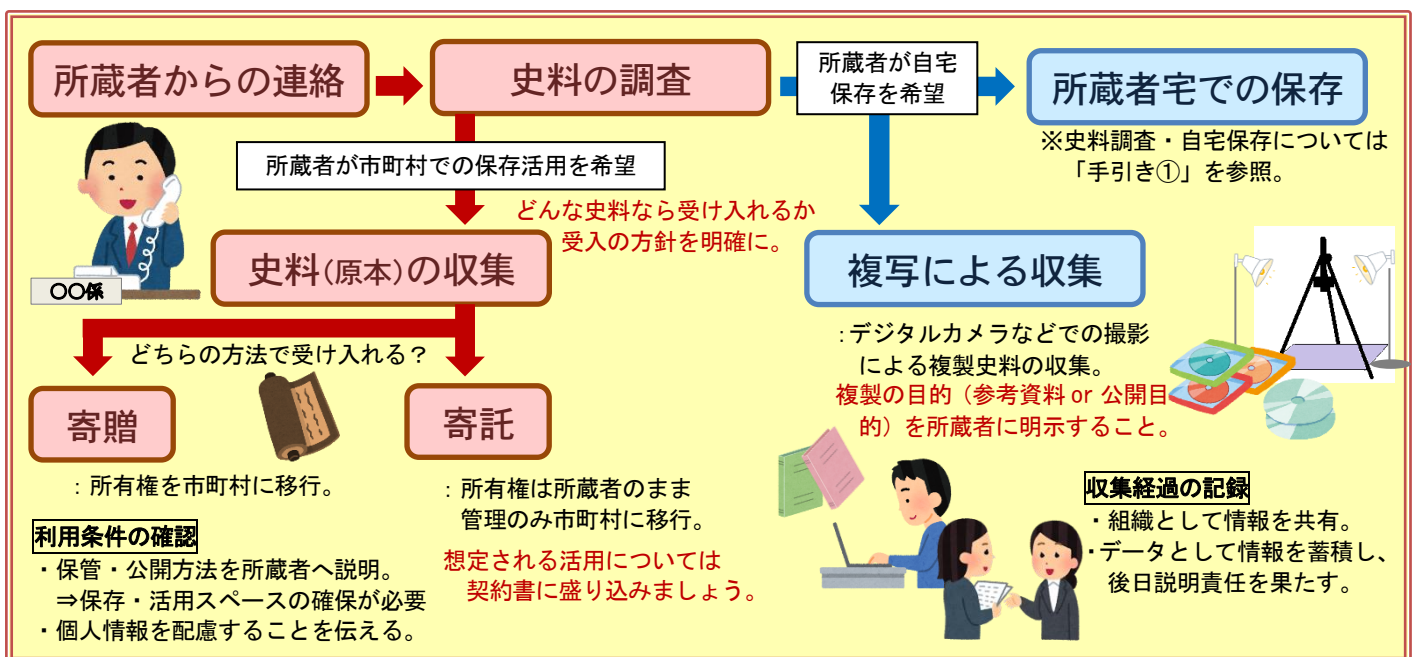 所蔵者からの連絡
史料の調査
所蔵者が自宅
保存を希望
所蔵者宅での保存
※史料調査・自宅保存については
「手引き①」を参照。
所蔵者が市町村での保存活用を希望
どんな史料なら受け入れるか
受入の方針を明確に。
〇〇係
史料(原本)の収集
複写による収集
:デジタルカメラなどでの撮影
による複製史料の収集。
複製の目的（参考資料 or 公開目
的）を所蔵者に明示すること。
どちらの方法で受け入れる？
寄贈
寄託
:所有権を市町村に移行。
:所有権は所蔵者のまま
管理のみ市町村に移行。
想定される活用については
契約書に盛り込みましょう。
利用条件の確認
・保管・公開方法を所蔵者へ説明。
⇒保存・活用スペースの確保が必要
・個人情報を配慮することを伝える。
収集経過の記録
・組織として情報を共有。
・データとして情報を蓄積し、
後日説明責任を果たす。